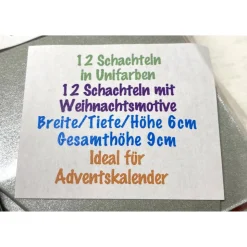 12 Schachteln
in Unifarben
12 Schachteln mit
Weihnachtsmotive
Breite/Tiefe/Höhe 6cm
Gesamthöhe 9cm
Ideal für
Adventskalender